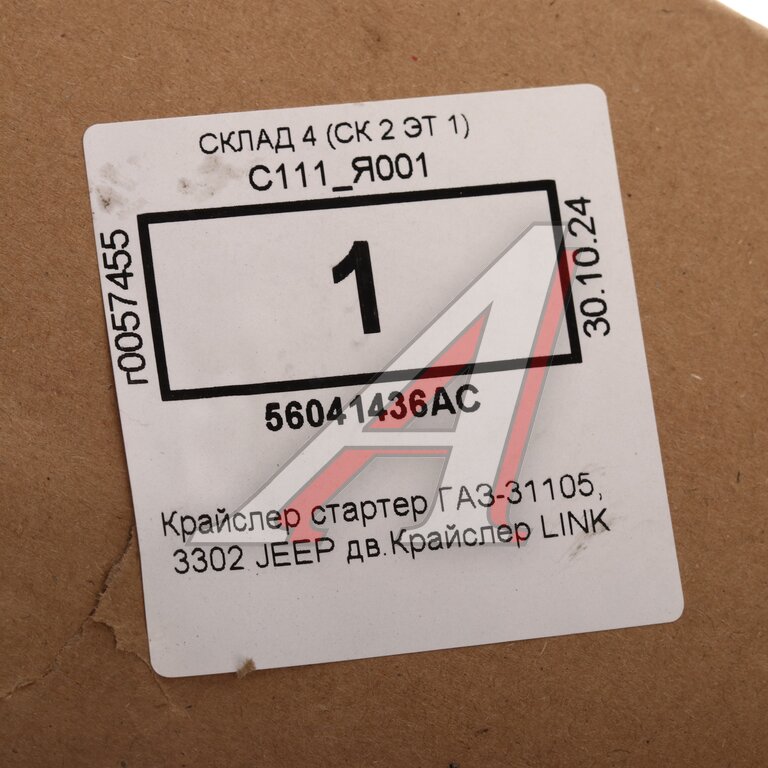 СКЛАД 4 (СК 2 ЭТ 1)
С111_Я001
г0057455
1
30.10.24
56041436AC
Крайслер стартер ГАЗ-31105,
3302 JEEP дв.Крайслер LINK